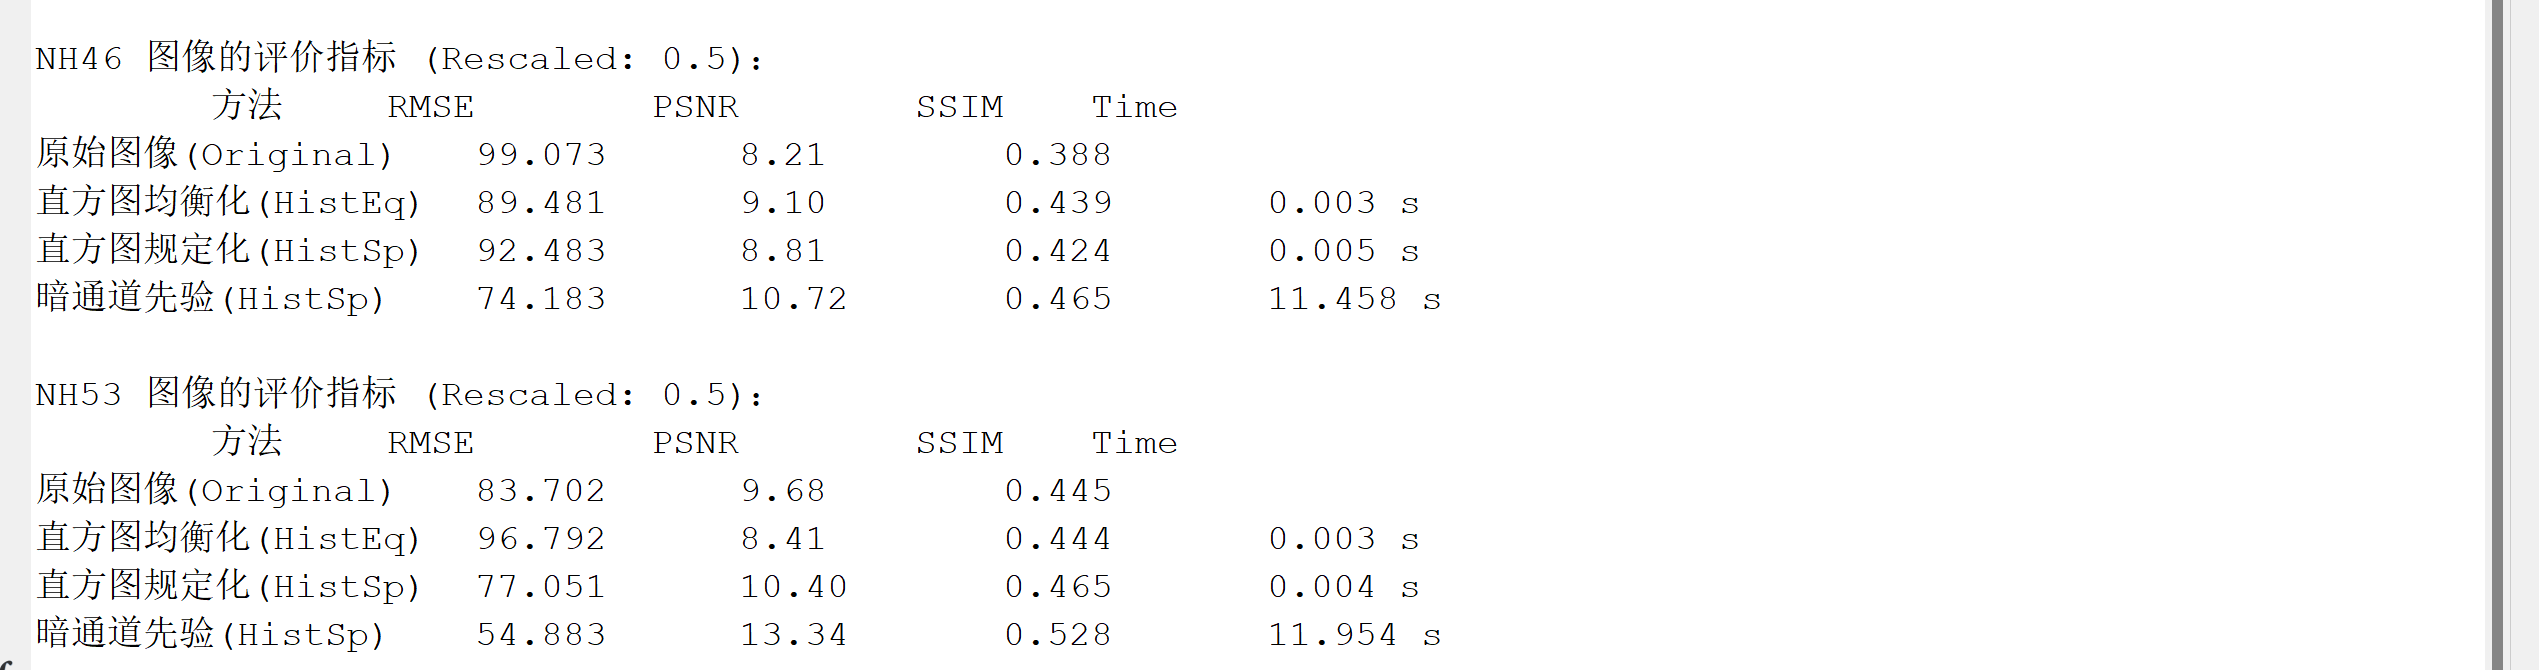 NH46 图像的评价指标 (Rescaled: 0.5):
方法 RMSE PSNR SSIM Time
原始图像(Original) 99.073 8.21 0.388
直方图均衡化(HistEq) 89.481 9.10 0.439 0.003 s
直方图规定化(HistSp) 92.483 8.81 0.424 0.005 s
暗通道先验(HistSp) 74.183 10.72 0.465 11.458 s
NH53 图像的评价指标 (Rescaled: 0.5):
方法 RMSE PSNR SSIM Time
原始图像(Original) 83.702 9.68 0.445
直方图均衡化(HistEq) 96.792 8.41 0.444 0.003 s
直方图规定化(HistSp) 77.051 10.40 0.465 0.004 s
暗通道先验(HistSp) 54.883 13.34 0.528 11.954 s